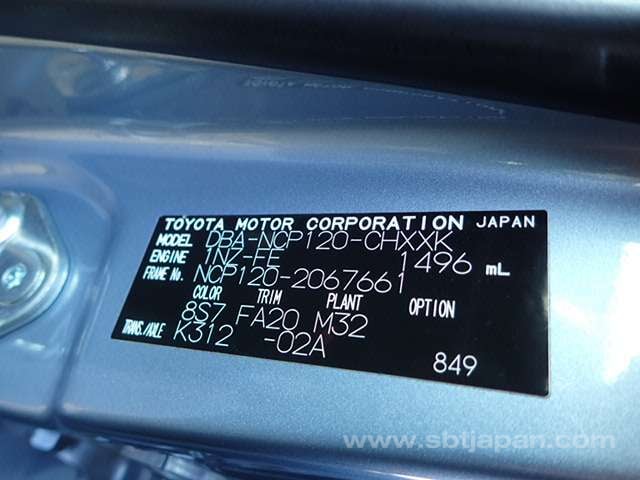 TOYOTA MOTOR CORPORATION JAPAN
MODEL DBA-NCP120-CHXXK
ENGINE 1NZ-FE 1496 mL
FRAME No. NCP120-2067661
COLOR TRIM PLANT OPTION
8S7 FA20 M32
TRANS./AXLE K312 -02A
849
www.sbtjapan.com